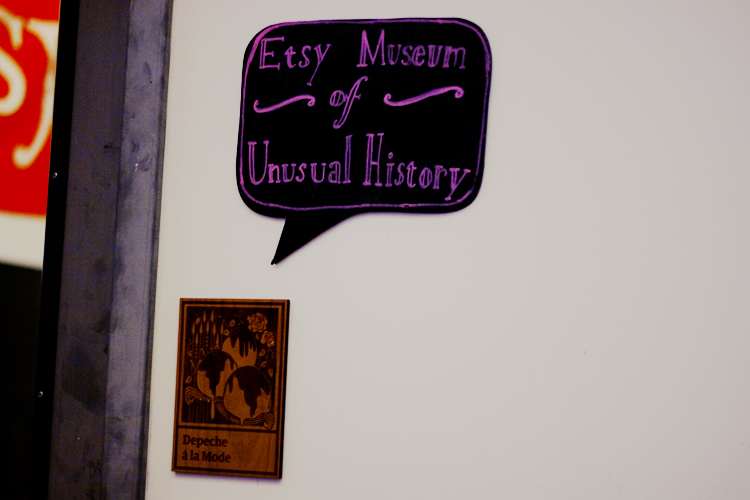 Etsy Museum
of
Unusual History
Depeche
à la Mode